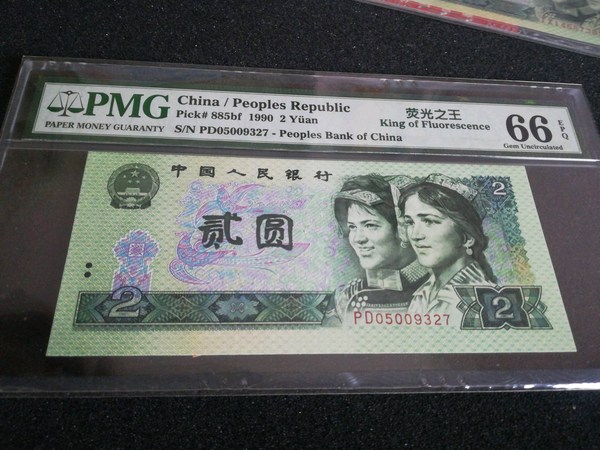 PMG
PAPER MONEY GUARANTY
China / Peoples Republic
Pick# 885bf 1990 2 Yüan
S/N PD05009327 - Peoples Bank of China
荧光之王
King of Fluorescence
66 EPQ
Gem Uncirculated
中国人民银行
2
贰圆
2
2
PD05009327